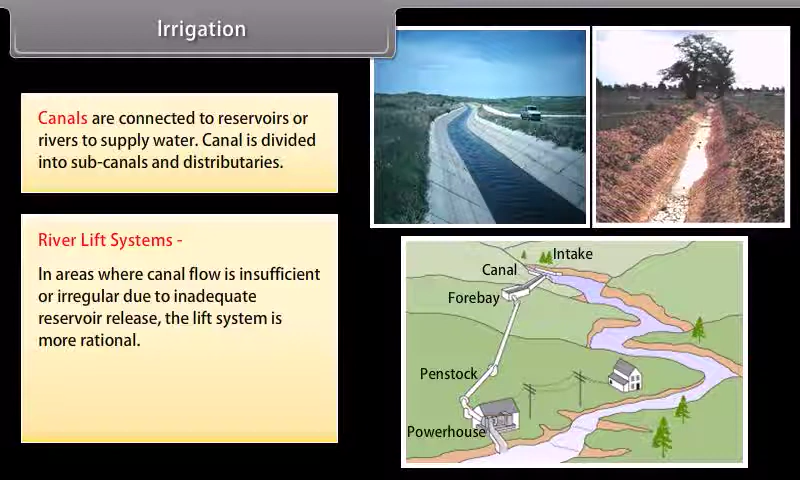 Irrigation
Canals are connected to reservoirs or
rivers to supply water. Canal is divided
into sub-canals and distributaries.
River Lift Systems -
In areas where canal flow is insufficient
or irregular due to inadequate
reservoir release, the lift system is
more rational.
Intake
Canal
Forebay
Penstock
Powerhouse